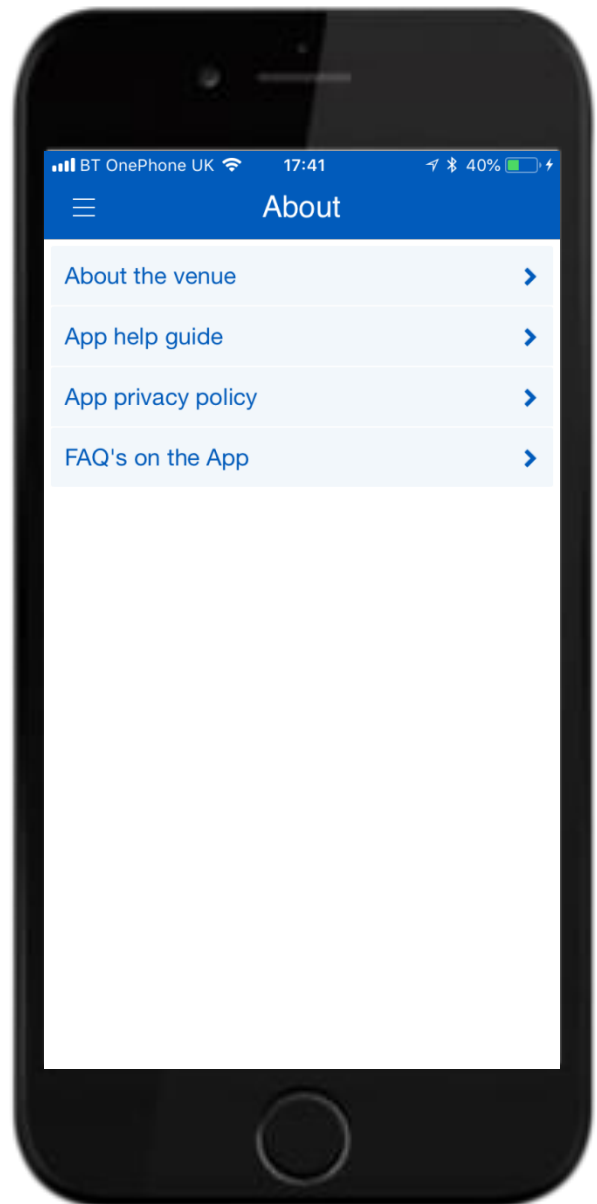 BT OnePhone UK 17:41 40%
About
About the venue
App help guide
App privacy policy
FAQ's on the App